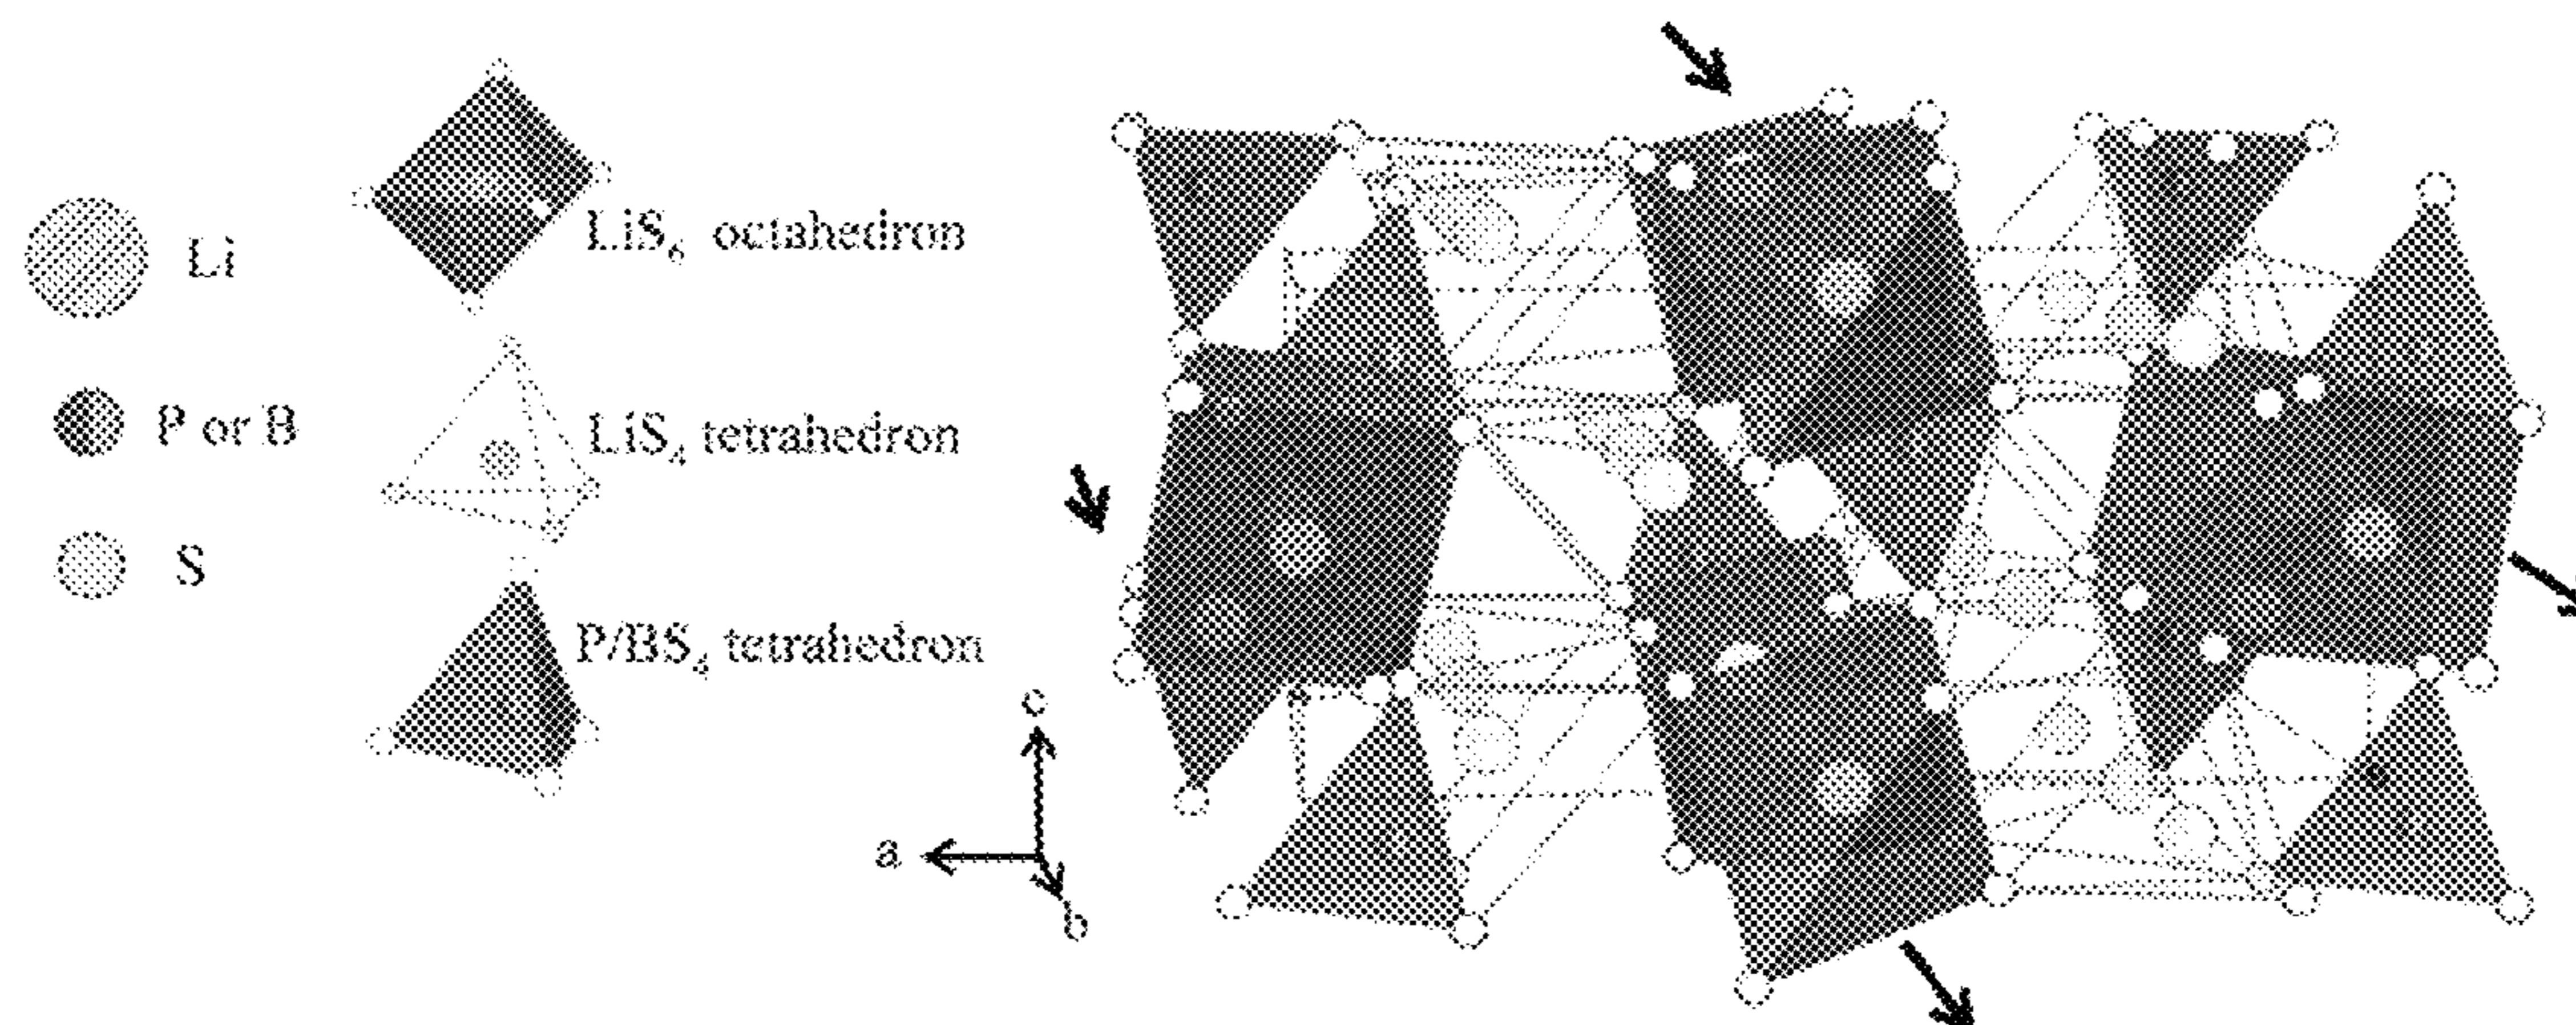 Li
P or B
S
LiS₆ octahedron
LiS₄ tetrahedron
P/BS₄ tetrahedron
c
a
b